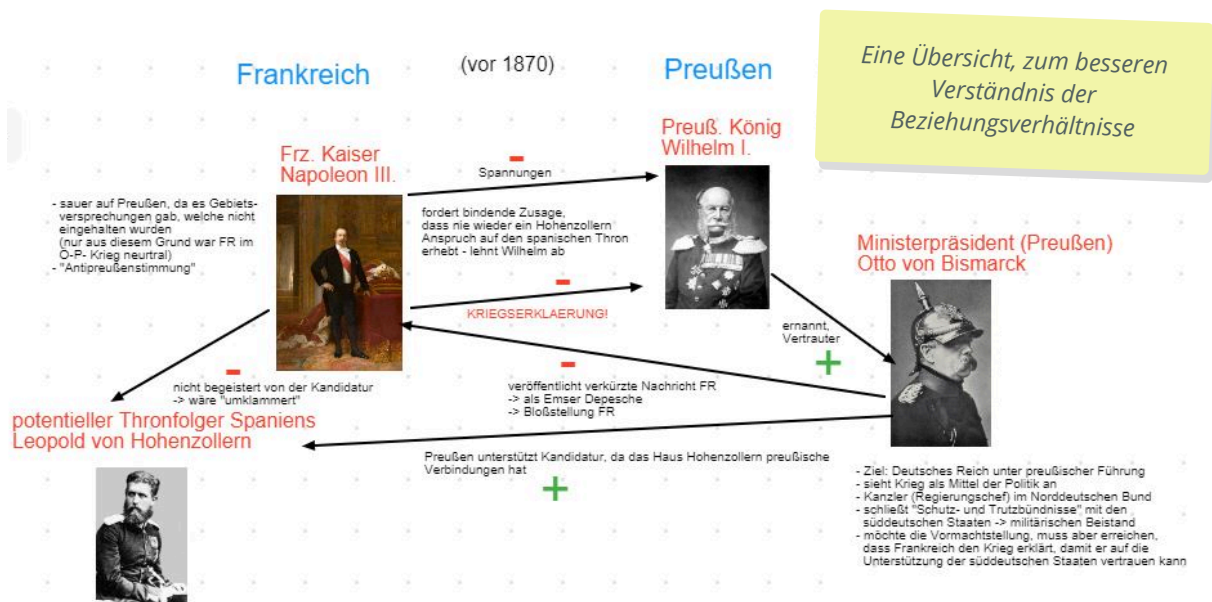 Frankreich
(vor 1870)
Preußen
Eine Übersicht, zum besseren
Verständnis der
Beziehungsverhältnisse
Frz. Kaiser
Napoleon III.
Preuß. König
Wilhelm I.
-
Spannungen
- sauer auf Preußen, da es Gebiets-
versprechungen gab, welche nicht
eingehalten wurden
(nur aus diesem Grund war FR im
Ö-P- Krieg neurtral)
- "Antipreußenstimmung"
fordert bindende Zusage,
dass nie wieder ein Hohenzollern
Anspruch auf den spanischen Thron
erhebt - lehnt Wilhelm ab
Ministerpräsident (Preußen)
Otto von Bismarck
-
KRIEGSERKLAERUNG!
ernannt,
Vertrauter
+
-
nicht begeistert von der Kandidatur
-> wäre "umklammert"
-
veröffentlicht verkürzte Nachricht FR
-> als Emser Depesche
-> Bloßstellung FR
potentieller Thronfolger Spaniens
Leopold von Hohenzollern
Preußen unterstützt Kandidatur, da das Haus Hohenzollern preußische
Verbindungen hat
+
- Ziel: Deutsches Reich unter preußischer Führung
- sieht Krieg als Mittel der Politik an
- Kanzler (Regierungschef) im Norddeutschen Bund
- schließt "Schutz- und Trutzbündnisse" mit den
süddeutschen Staaten -> militärischen Beistand
- möchte die Vormachtstellung, muss aber erreichen,
dass Frankreich den Krieg erklärt, damit er auf die
Unterstützung der süddeutschen Staaten vertrauen kann